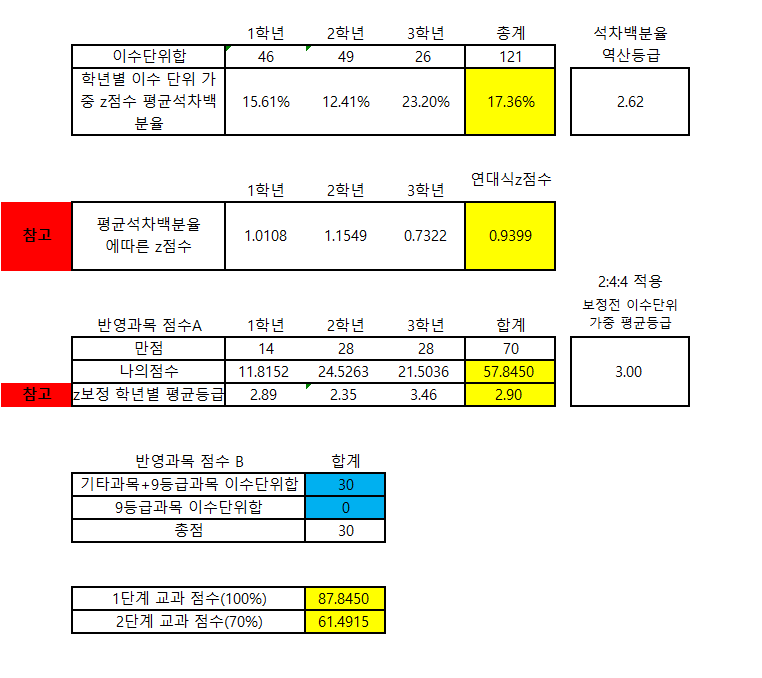 1학년 2학년 3학년 총계 석차백분율
역산등급
이수단위합 46 49 26 121
학년별 이수 단위 가
중 z점수 평균석차백
분율 15.61% 12.41% 23.20% 17.36% 2.62
1학년 2학년 3학년 연대식z점수
참고 평균석차백분율
에따른 z점수 1.0108 1.1549 0.7322 0.9399
2:4:4 적용
보정전 이수단위
가중 평균등급
반영과목 점수A 1학년 2학년 3학년 합계
만점 14 28 28 70
나의점수 11.8152 24.5263 21.5036 57.8450 3.00
참고 z보정 학년별 평균등급 2.89 2.35 3.46 2.90
반영과목 점수 B 합계
기타과목+9등급과목 이수단위합 30
9등급과목 이수단위합 0
총점 30
1단계 교과 점수(100%) 87.8450
2단계 교과 점수(70%) 61.4915